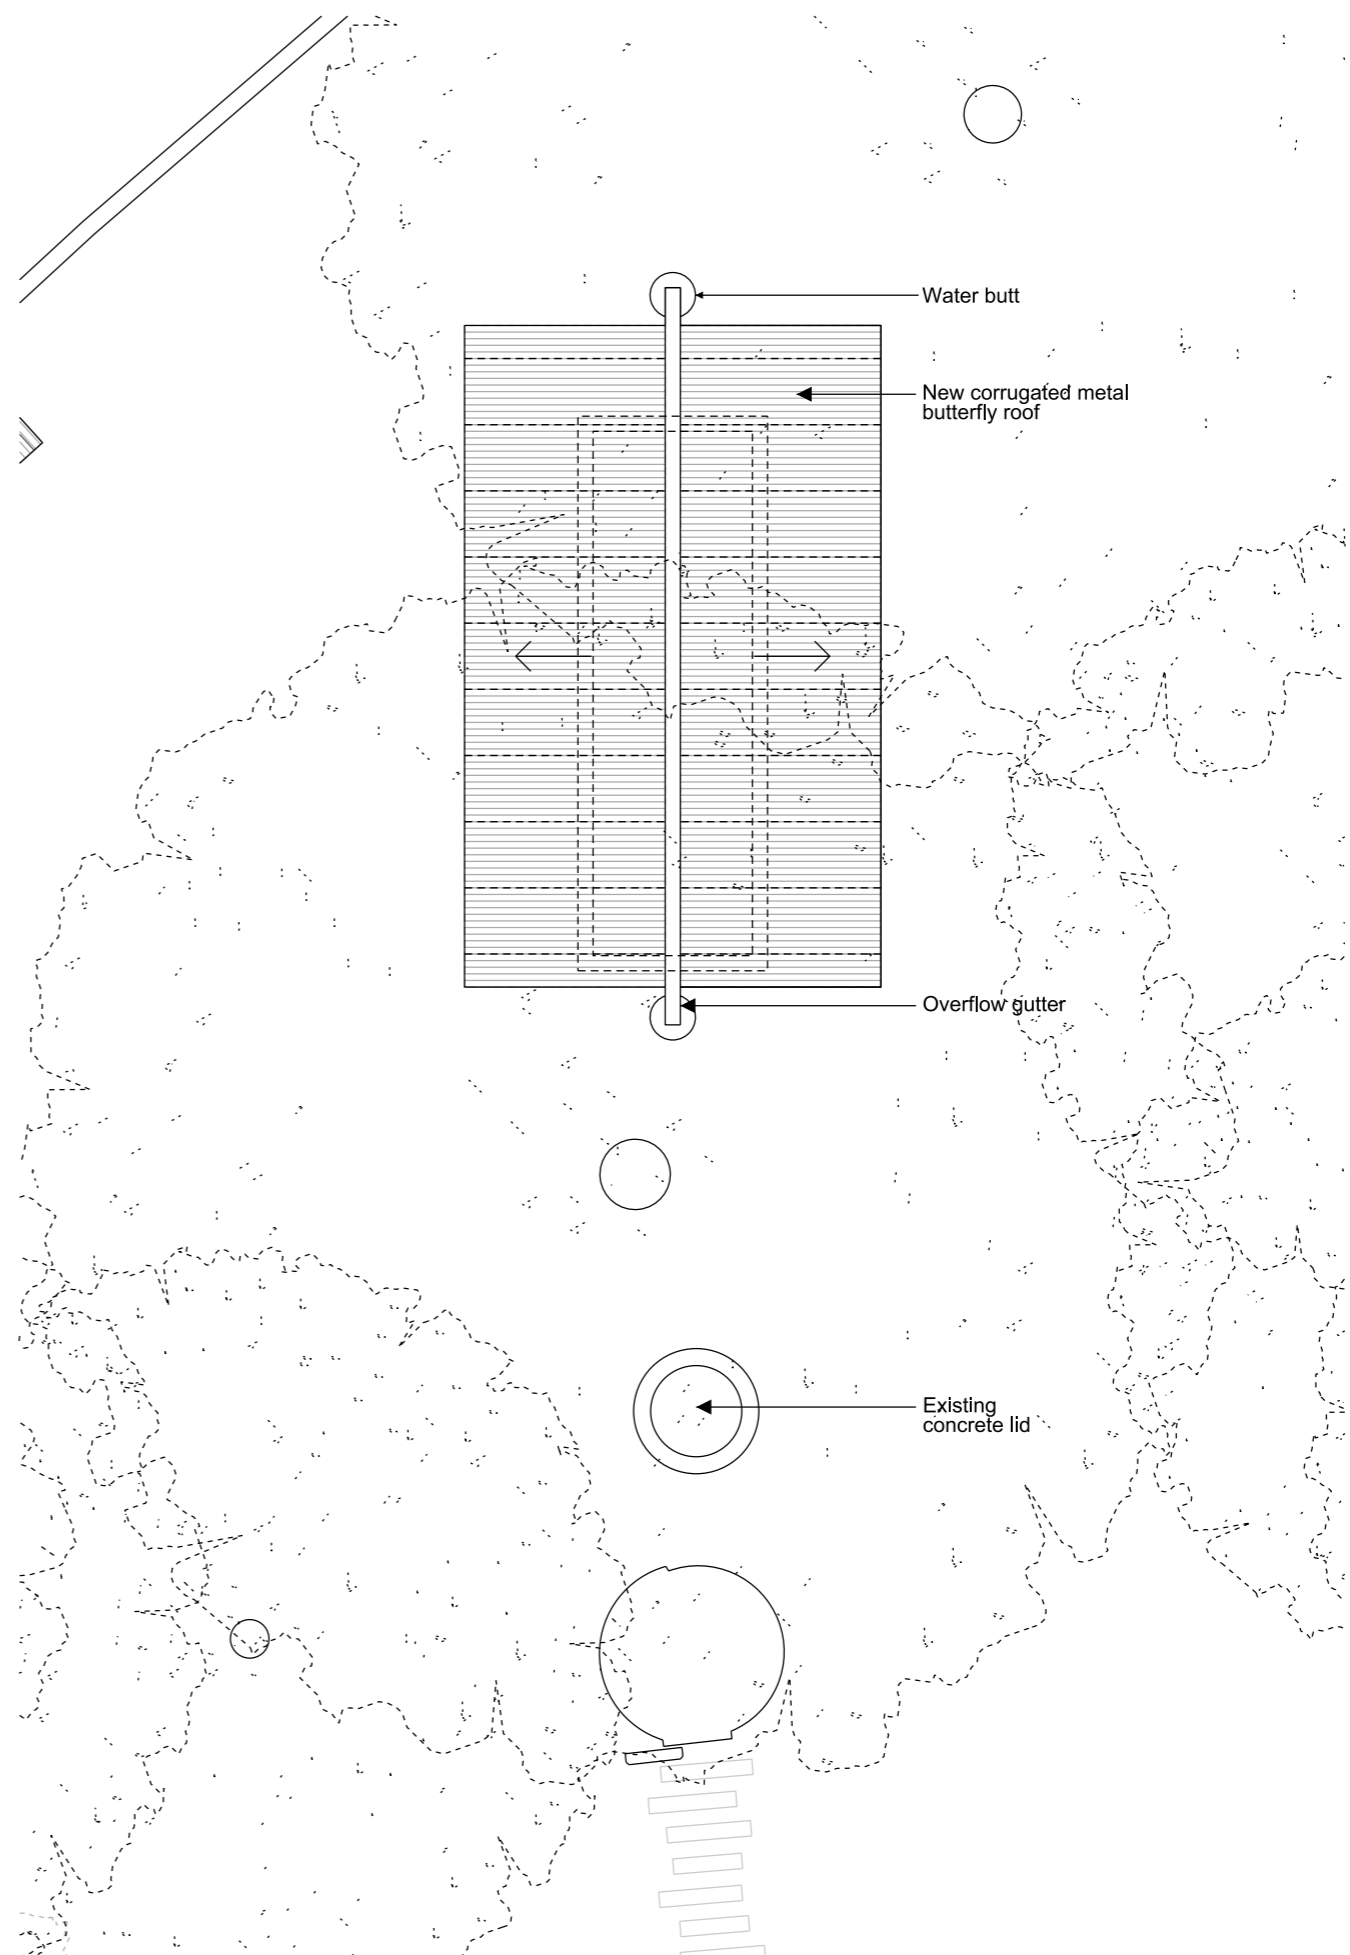 Water butt
New corrugated metal
butterfly roof
Overflow gutter
Existing
concrete lid